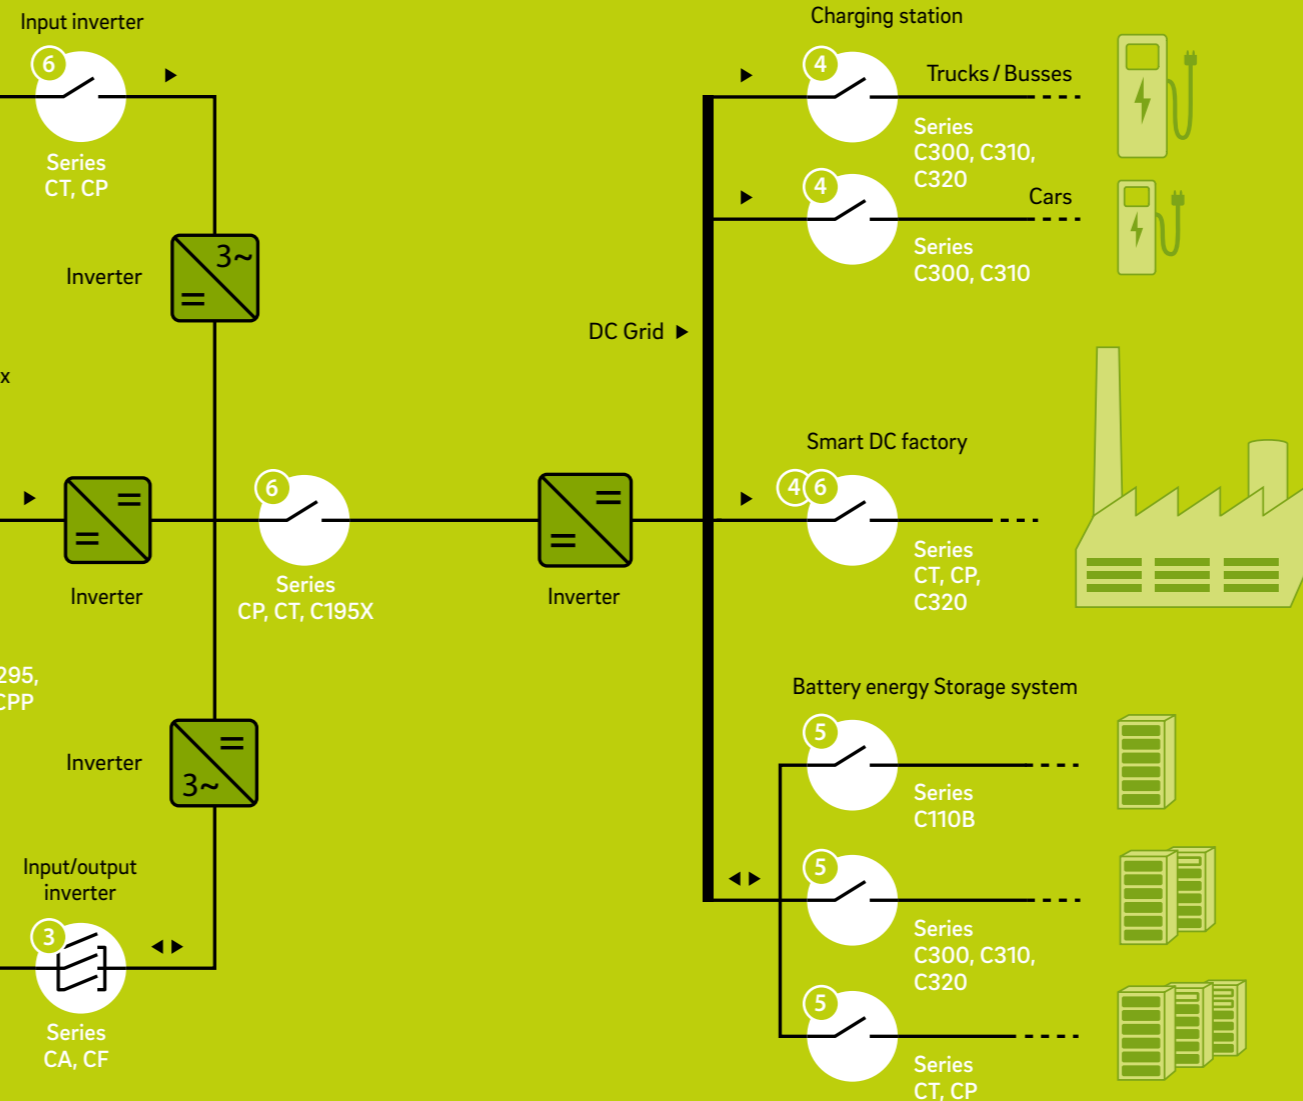 Input inverter
6
Series
CT, CP
Inverter
3~
x
Inverter
6
Series
CP, CT, C195X
295,
CPP
Inverter
3~
Input/output
inverter
3
Series
CA, CF
Inverter
DC Grid
Charging station
4
Trucks / Busses
Series
C300, C310,
C320
4
Cars
Series
C300, C310
Smart DC factory
4 6
Series
CT, CP,
C320
Battery energy Storage system
5
Series
C110B
5
Series
C300, C310,
C320
5
Series
CT, CP